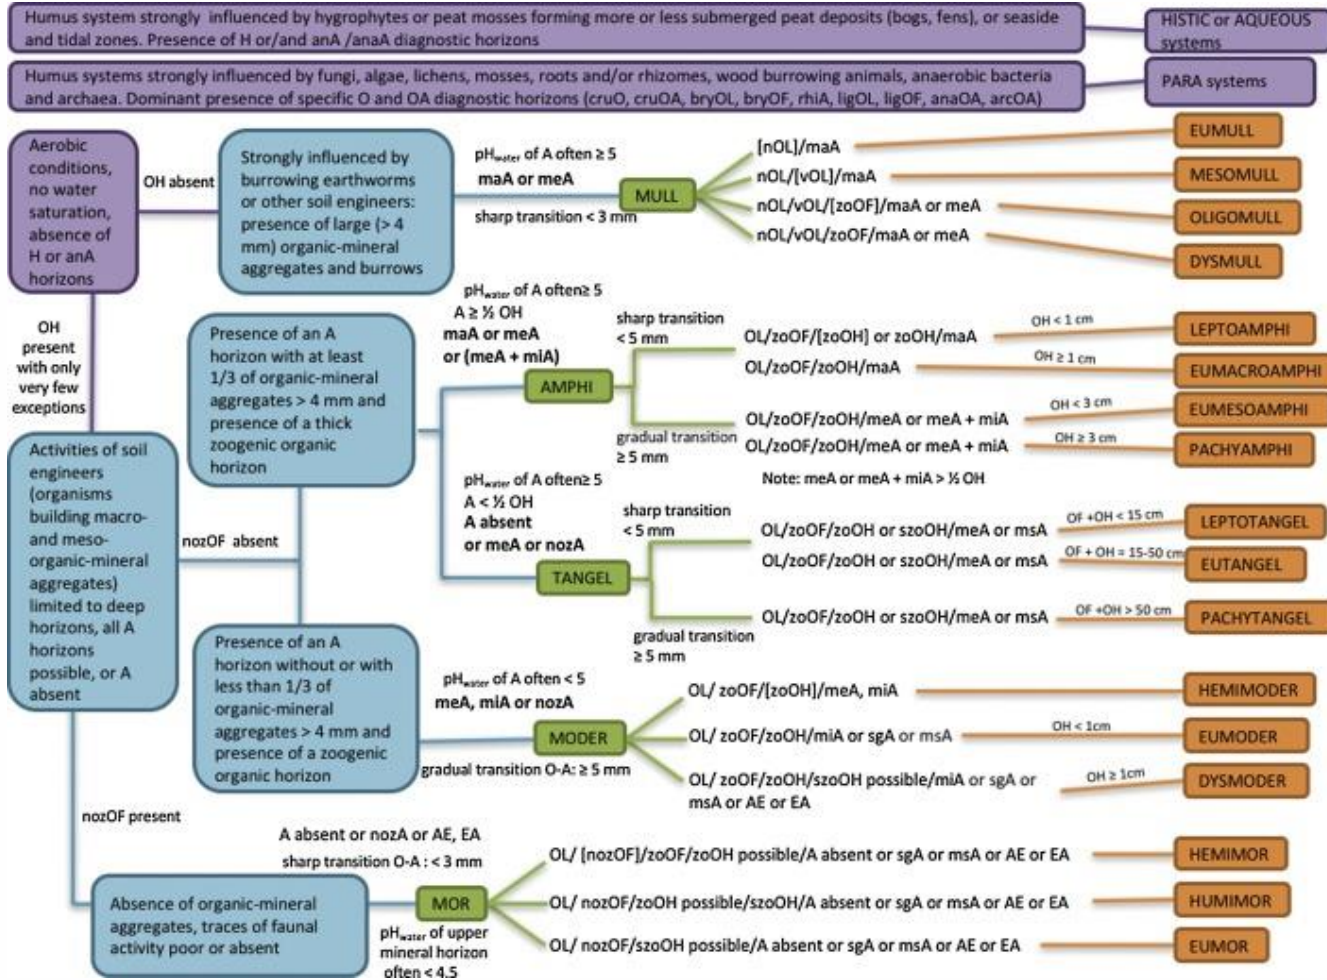 Humus system strongly influenced by hygrophytes or peat mosses forming more or less submerged peat deposits (bogs, fens), or seaside
and tidal zones. Presence of H or/and anA /anaA diagnostic horizons
HISTIC or AQUEOUS
systems
Humus systems strongly influenced by fungi, algae, lichens, mosses, roots and/or rhizomes, wood burrowing animals, anaerobic bacteria
and archaea. Dominant presence of specific O and OA diagnostic horizons (cruO, cruOA, bryOL, bryOF, rhiA, ligOL, ligOF, anaOA, arcOA)
PARA systems
Aerobic
conditions,
no water
saturation,
absence of
H or anA
horizons
OH absent
Strongly influenced by
burrowing earthworms
or other soil engineers:
presence of large (> 4
mm) organic-mineral
aggregates and burrows
pHwater of A often ≥ 5
maA or meA
sharp transition < 3 mm
MULL
[nOL]/maA
EUMULL
nOL/[vOL]/maA
MESOMULL
nOL/vOL/[zoOF]/maA or meA
OLIGOMULL
nOL/vOL/zoOF/maA or meA
DYSMULL
OH
present
with only
very few
exceptions
Presence of an A
horizon with at least
1/3 of organic-mineral
aggregates > 4 mm and
presence of a thick
zoogenic organic
horizon
pHwater of A often≥ 5
A ≥ ½ OH
maA or meA
or (meA + miA)
AMPHI
sharp transition
< 5 mm
OL/zoOF/[zoOH] or zoOH/maA
OH < 1 cm
LEPTOAMPHI
OL/zoOF/zoOH/maA
OH ≥ 1 cm
EUMACROAMPHI
gradual transition
≥ 5 mm
OL/zoOF/zoOH/meA or meA + miA
OH < 3 cm
EUMESOAMPHI
OL/zoOF/zoOH/meA or meA + miA
OH ≥ 3 cm
PACHYAMPHI
Note: meA or meA + miA > ½ OH
Activities of soil
engineers
(organisms
building macro-
and meso-
organic-mineral
aggregates)
limited to deep
horizons, all A
horizons
possible, or A
absent
nozOF absent
pHwater of A often≥ 5
A < ½ OH
A absent
or meA or nozA
TANGEL
sharp transition
< 5 mm
OL/zoOF/zoOH or szoOH/meA or msA
OF +OH < 15 cm
LEPTOTANGEL
OL/zoOF/zoOH or szoOH/meA or msA
OF + OH = 15-50 cm
EUTANGEL
OL/zoOF/zoOH or szoOH/meA or msA
OF +OH > 50 cm
PACHYTANGEL
gradual transition
≥ 5 mm
Presence of an A
horizon without or with
less than 1/3 of
organic-mineral
aggregates > 4 mm and
presence of a zoogenic
organic horizon
pHwater of A often < 5
meA, miA or nozA
MODER
gradual transition O-A: ≥ 5 mm
OL/ zoOF/[zoOH]/meA, miA
HEMIMODER
OL/ zoOF/zoOH/miA or sgA or msA
OH < 1cm
EUMODER
OL/ zoOF/zoOH/szoOH possible/miA or sgA or
msA or AE or EA
OH ≥ 1cm
DYSMODER
nozOF present
Absence of organic-mineral
aggregates, traces of faunal
activity poor or absent
A absent or nozA or AE, EA
sharp transition O-A : < 3 mm
MOR
pHwater of upper
mineral horizon
often < 4.5
OL/ [nozOF]/zoOF/zoOH possible/A absent or sgA or msA or AE or EA
HEMIMOR
OL/ nozOF/zoOH possible/szoOH/A absent or sgA or msA or AE or EA
HUMIMOR
OL/ nozOF/szoOH possible/A absent or sgA or msA or AE or EA
EUMOR